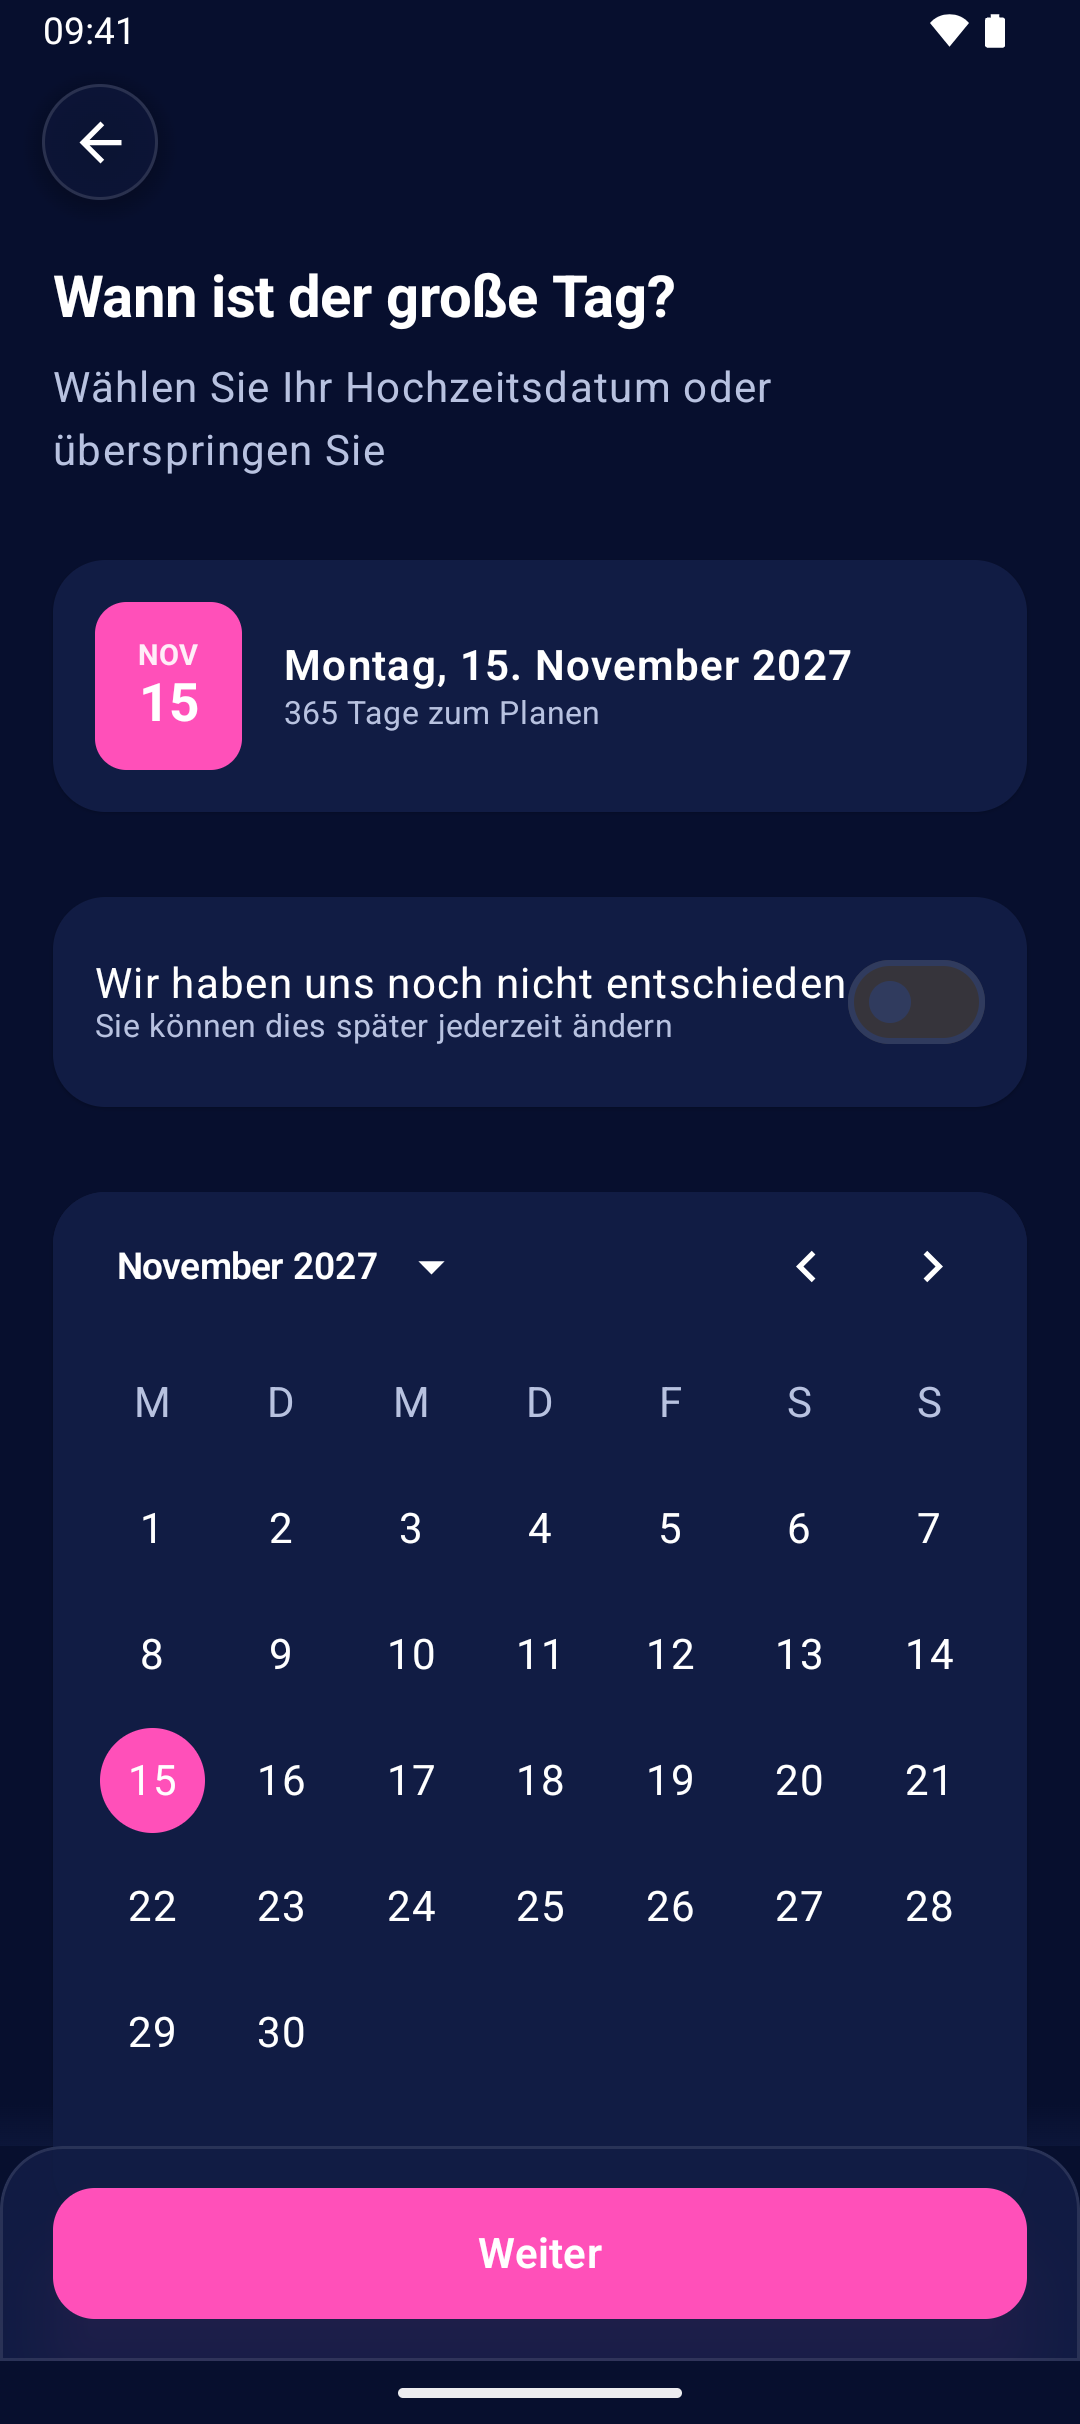 09:41
Wann ist der große Tag?
Wählen Sie Ihr Hochzeitsdatum oder
überspringen Sie
NOV
15
Montag, 15. November 2027
365 Tage zum Planen
Wir haben uns noch nicht entschieden
Sie können dies später jederzeit ändern
November 2027
M D M D F S S
1 2 3 4 5 6 7
8 9 10 11 12 13 14
15 16 17 18 19 20 21
22 23 24 25 26 27 28
29 30
Weiter